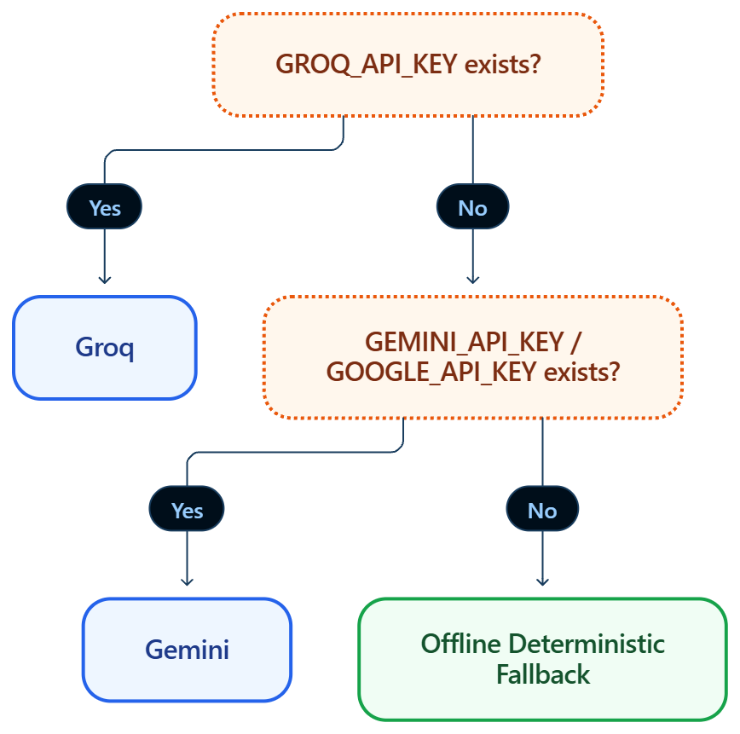 GROQ_API_KEY exists?
Yes
No
Groq
GEMINI_API_KEY /
GOOGLE_API_KEY exists?
Yes
No
Gemini
Offline Deterministic
Fallback